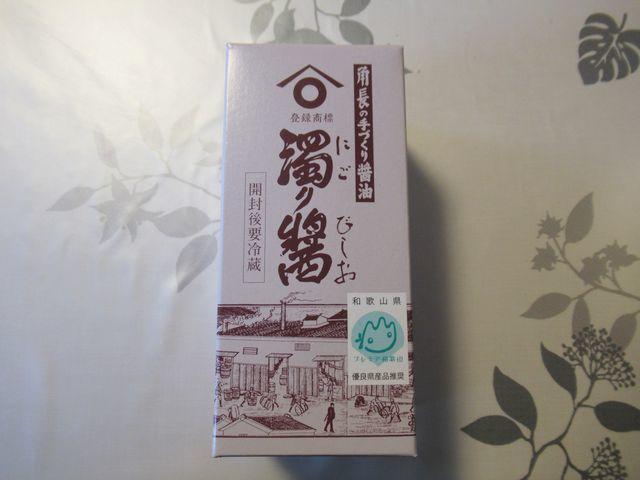 角長の手づくり醤油
登録商標
濁り醬
にごびしお
開封後要冷蔵
和歌山県
プレミア和歌山
優良県産品推奨